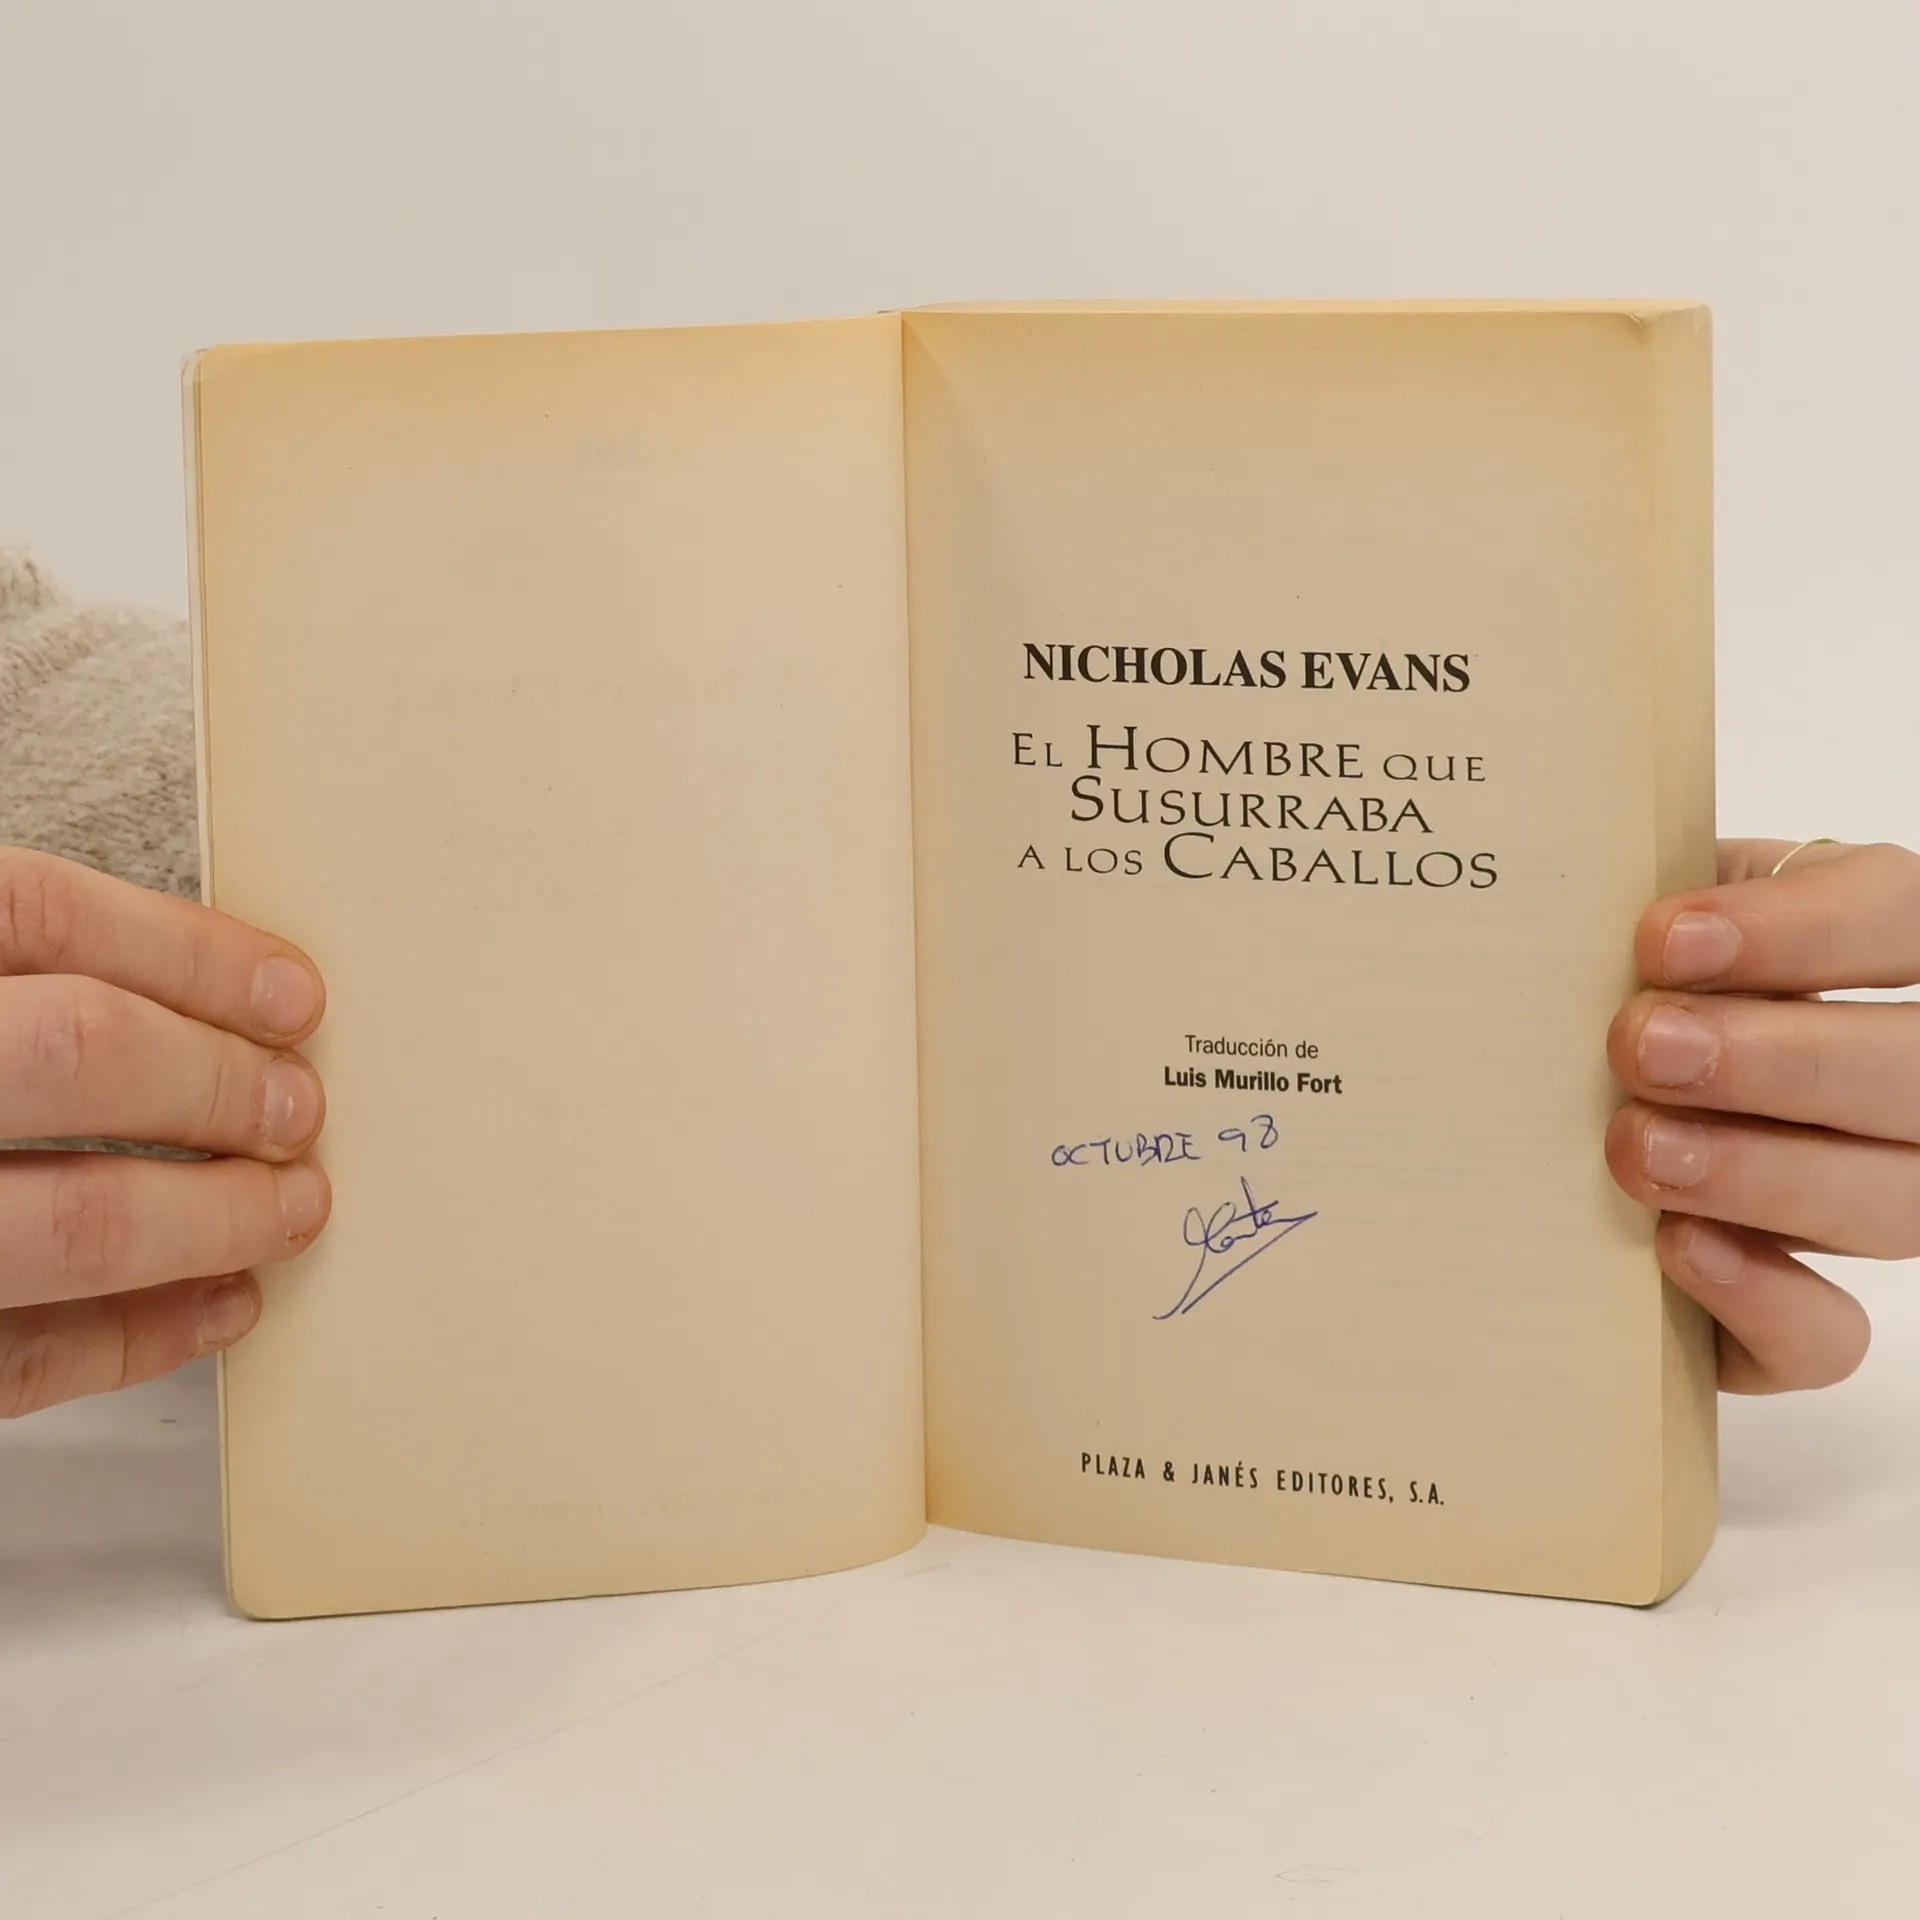 NICHOLAS EVANS
EL HOMBRE QUE
SUSURRABA
A LOS CABALLOS
Traducción de
Luis Murillo Fort
OCTUBRE 98
PLAZA & JANÉS EDITORES, S.A.